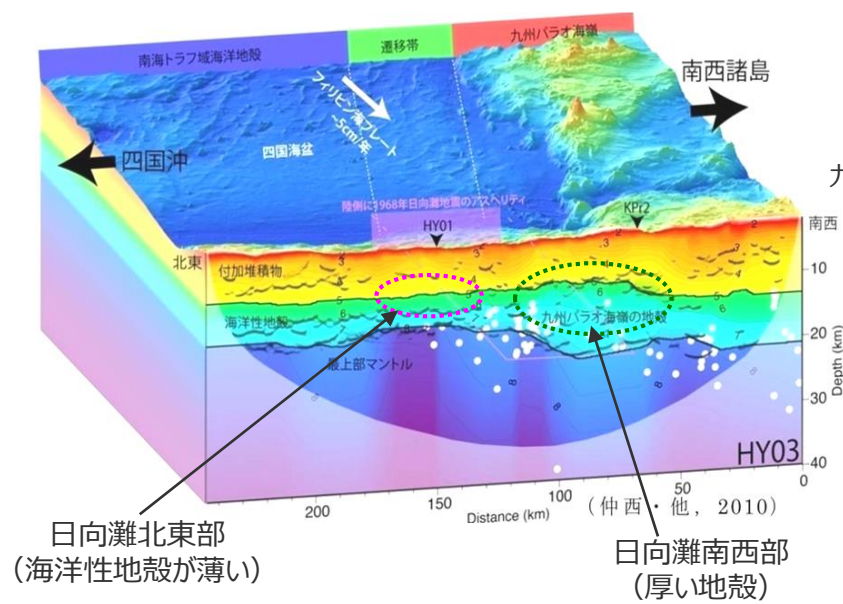 南海トラフ域海洋地殻
遷移帯
九州パラオ海嶺
南西諸島
フィリピン海プレート
~5cm/年
四国海盆
四国沖
陸側に1968年日向灘地震のアスペリティ
HY01
KPr2
九
南西
北東
付加堆積物
海洋性地殻
九州パラオ海嶺の地殻
最上部マントル
10
20
30
40
Depth (km)
HY03
200
150
100
50
0
Distance (km)
(仲西・他, 2010)
日向灘北東部
(海洋性地殻が薄い)
日向灘南西部
(厚い地殻)